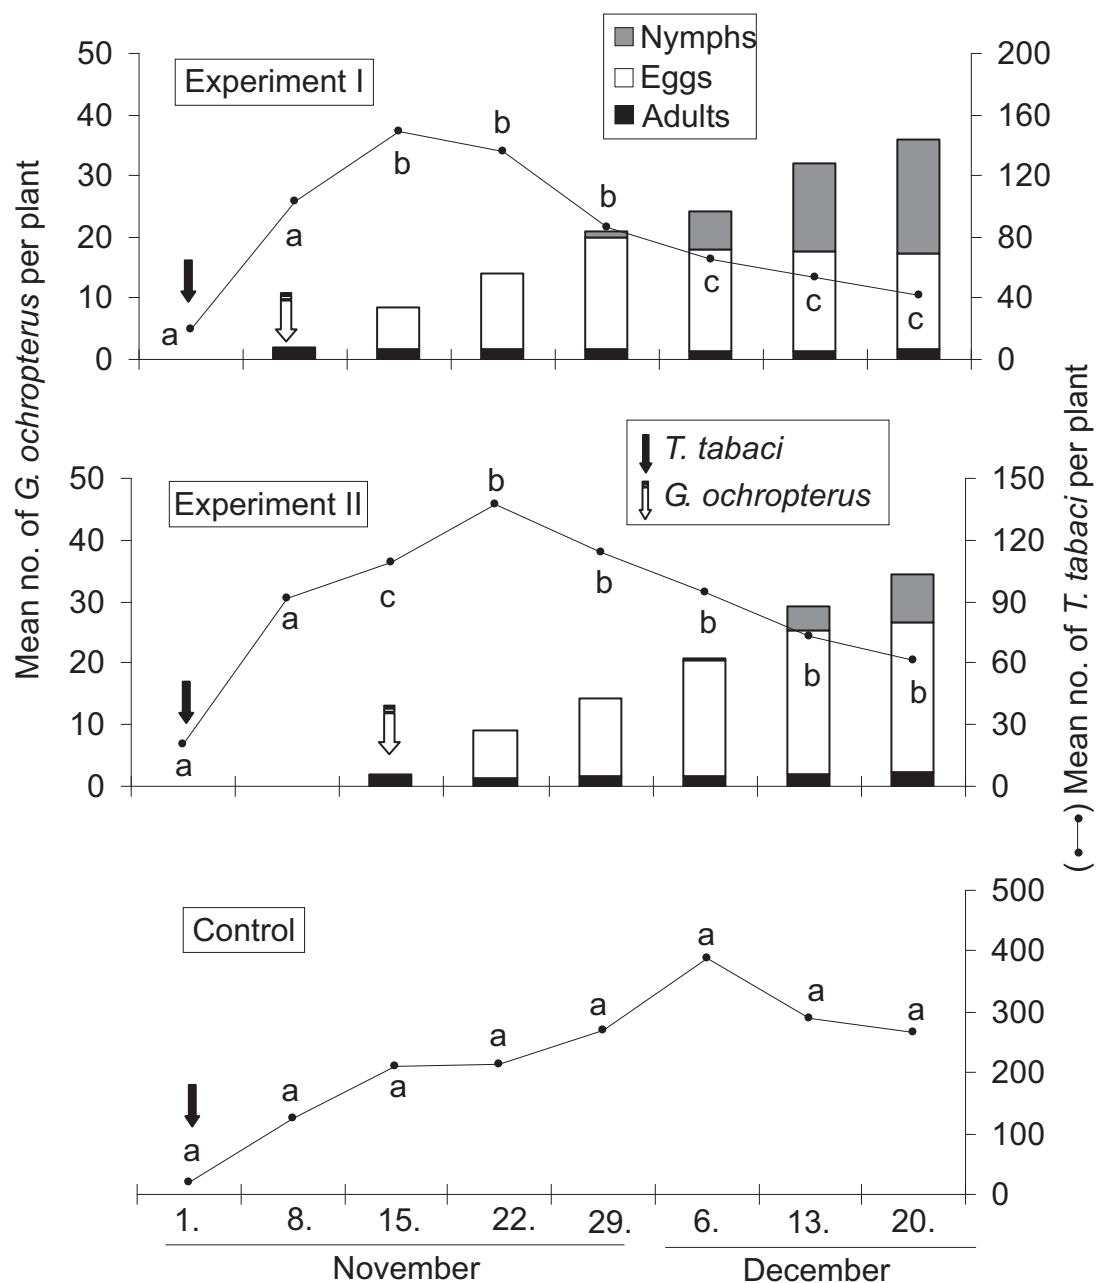 Nymphs
Eggs
Adults
Experiment I
50
40
30
20
10
0
200
160
120
80
40
0
a
a
b
b
b
c
c
c
Mean no. of G. ochropterus per plant
(—) Mean no. of T. tabaci per plant
T. tabaci
G. ochropterus
Experiment II
50
40
30
20
10
0
150
120
90
60
30
0
a
a
c
b
b
b
b
b
Control
500
400
300
200
100
0
a
a
a
a
a
a
a
a
1. 8. 15. 22. 29. 6. 13. 20.
November December